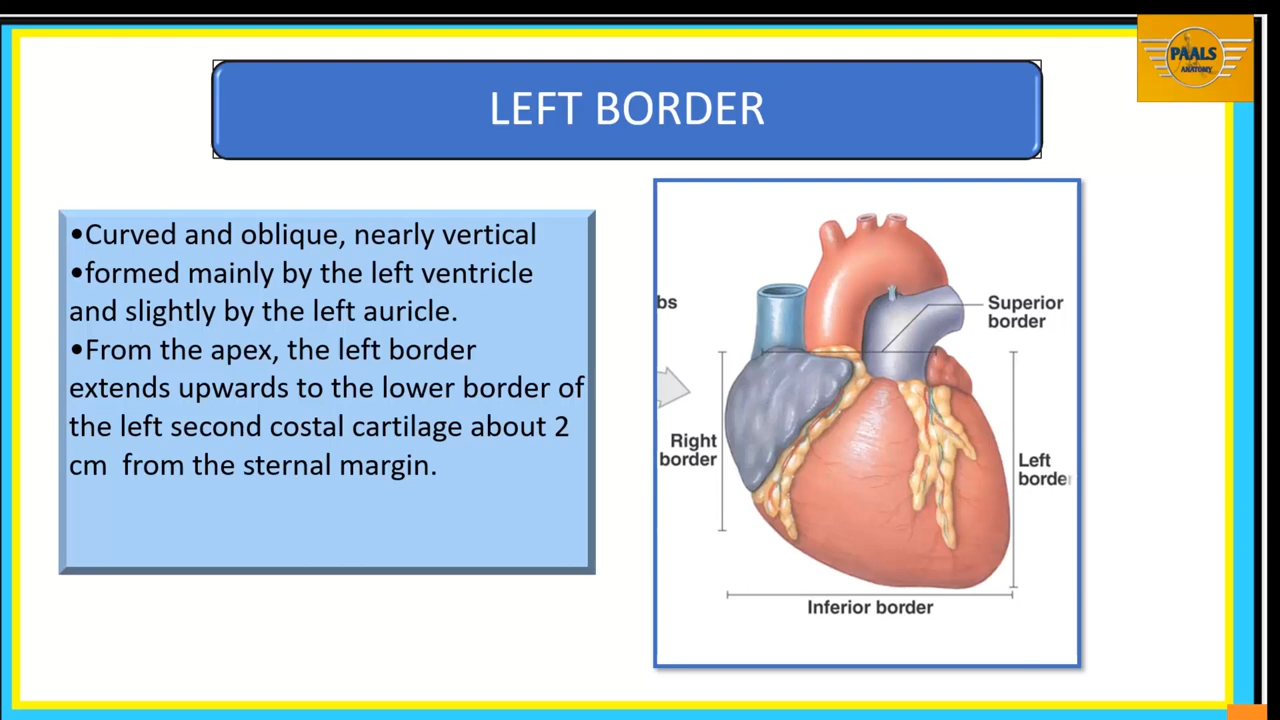 PAALS
ANATOMY
LEFT BORDER
•Curved and oblique, nearly vertical
•formed mainly by the left ventricle
and slightly by the left auricle.
•From the apex, the left border
extends upwards to the lower border of
the left second costal cartilage about 2
cm from the sternal margin.
bs
Superior
border
Right
border
Left
border
Inferior border